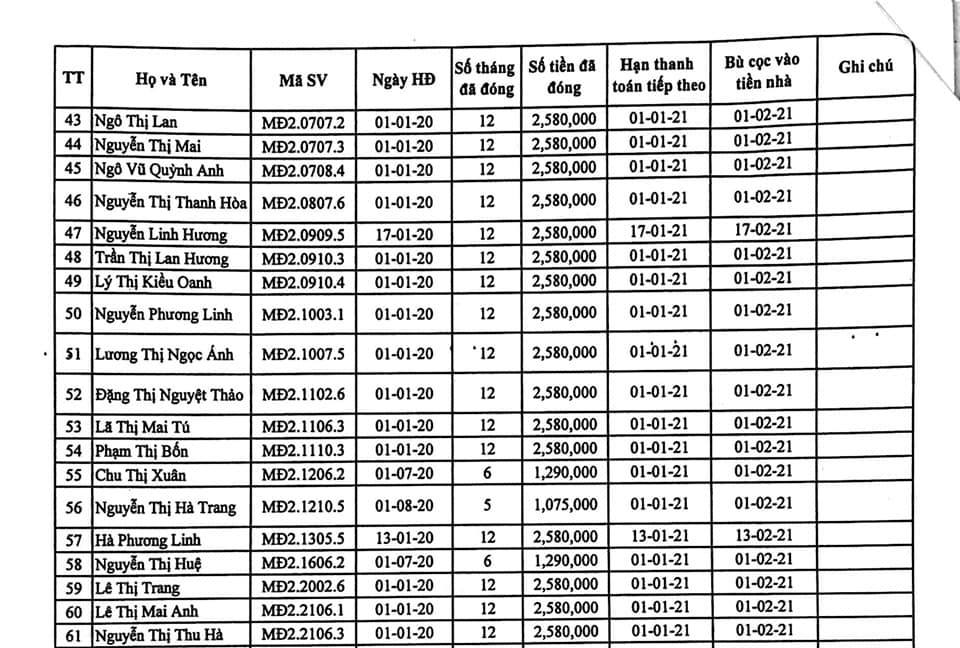 TT Họ và Tên Mã SV Ngày HĐ Số tháng đã đóng Số tiền đã đóng Hạn thanh toán tiếp theo Bù cọc vào tiền nhà Ghi chú
43 Ngô Thị Lan MĐ2.0707.2 01-01-20 12 2,580,000 01-01-21 01-02-21
44 Nguyễn Thị Mai MĐ2.0707.3 01-01-20 12 2,580,000 01-01-21 01-02-21
45 Ngô Vũ Quỳnh Anh MĐ2.0708.4 01-01-20 12 2,580,000 01-01-21 01-02-21
46 Nguyễn Thị Thanh Hòa MĐ2.0807.6 01-01-20 12 2,580,000 01-01-21 01-02-21
47 Nguyễn Linh Hương MĐ2.0909.5 17-01-20 12 2,580,000 17-01-21 17-02-21
48 Trần Thị Lan Hương MĐ2.0910.3 01-01-20 12 2,580,000 01-01-21 01-02-21
49 Lý Thị Kiều Oanh MĐ2.0910.4 01-01-20 12 2,580,000 01-01-21 01-02-21
50 Nguyễn Phương Linh MĐ2.1003.1 01-01-20 12 2,580,000 01-01-21 01-02-21
51 Lương Thị Ngọc Ánh MĐ2.1007.5 01-01-20 12 2,580,000 01-01-21 01-02-21
52 Đặng Thị Nguyệt Thảo MĐ2.1102.6 01-01-20 12 2,580,000 01-01-21 01-02-21
53 Lã Thị Mai Tú MĐ2.1106.3 01-01-20 12 2,580,000 01-01-21 01-02-21
54 Phạm Thị Bốn MĐ2.1110.3 01-01-20 12 2,580,000 01-01-21 01-02-21
55 Chu Thị Xuân MĐ2.1206.2 01-07-20 6 1,290,000 01-01-21 01-02-21
56 Nguyễn Thị Hà Trang MĐ2.1210.5 01-08-20 5 1,075,000 01-01-21 01-02-21
57 Hà Phương Linh MĐ2.1305.5 13-01-20 12 2,580,000 13-01-21 13-02-21
58 Nguyễn Thị Huệ MĐ2.1606.2 01-07-20 6 1,290,000 01-01-21 01-02-21
59 Lê Thị Trang MĐ2.2002.6 01-01-20 12 2,580,000 01-01-21 01-02-21
60 Lê Thị Mai Anh MĐ2.2106.1 01-01-20 12 2,580,000 01-01-21 01-02-21
61 Nguyễn Thị Thu Hà MĐ2.2106.3 01-01-20 12 2,580,000 01-01-21 01-02-21